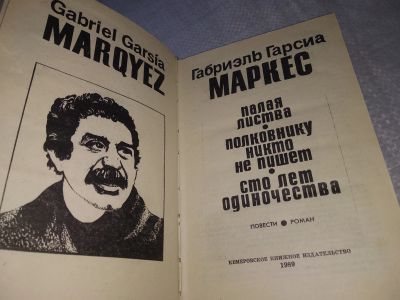 Gabriel Garsia
MARQYEZ
Габриэль Гарсиа
МАРКЕС
палая
листва
полковнику
никто
не пишет
сто лет
одиночества
ПОВЕСТИ ● РОМАН
КЕМЕРОВСКОЕ КНИЖНОЕ ИЗДАТЕЛЬСТВО
1989